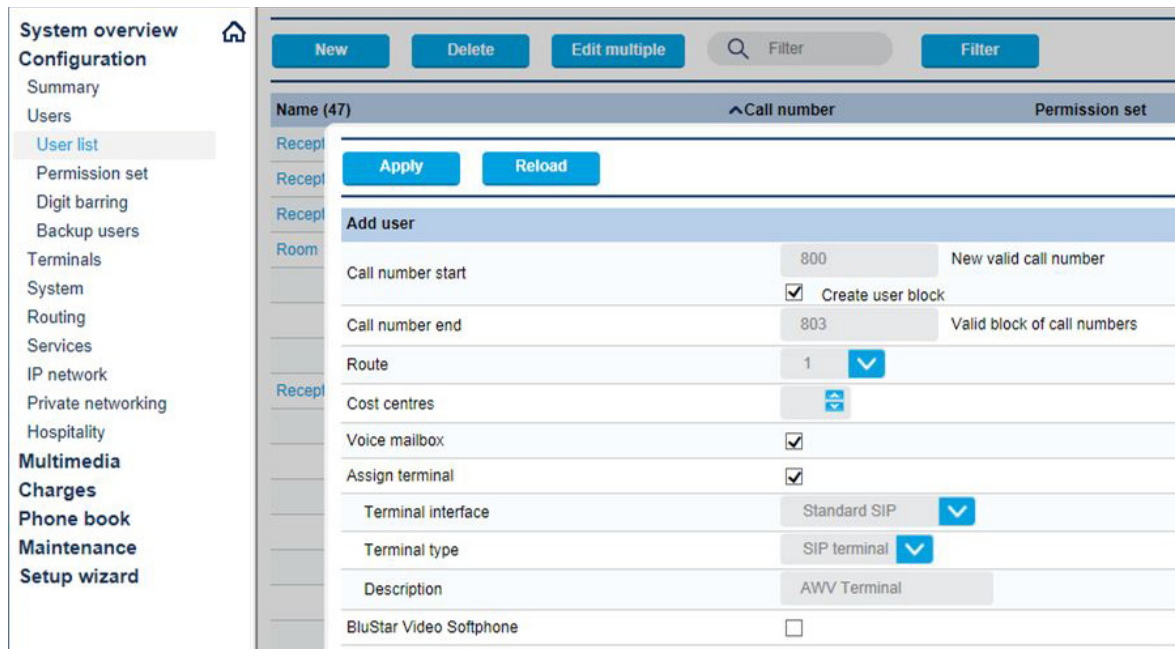 System overview
Configuration
Summary
Users
User list
Permission set
Digit barring
Backup users
Terminals
System
Routing
Services
IP network
Private networking
Hospitality
Multimedia
Charges
Phone book
Maintenance
Setup wizard
New Delete Edit multiple Filter Filter
Name (47) Call number Permission set
Recept
Recept
Recept
Room
Recept
Apply Reload
Add user
Call number start 800 New valid call number
Create user block
Call number end 803 Valid block of call numbers
Route 1
Cost centres
Voice mailbox
Assign terminal
Terminal interface Standard SIP
Terminal type SIP terminal
Description AWV Terminal
BluStar Video Softphone